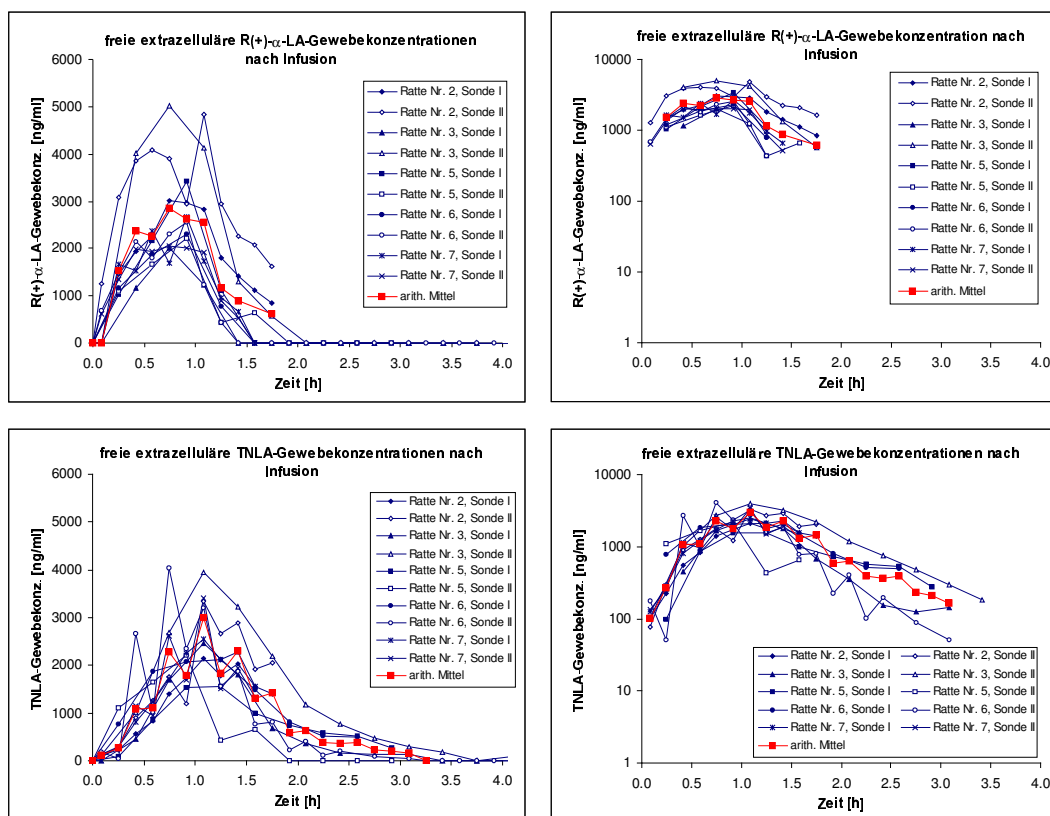 freie extrazelluläre R(+)-α-LA-Gewebekonzentrationen
nach Infusion
6000
5000
4000
3000
2000
1000
0
R(+)-α-LA-Gewebekonz. [ng/ml]
0.0 0.5 1.0 1.5 2.0 2.5 3.0 3.5 4.0
Zeit [h]
Ratte Nr. 2, Sonde I
Ratte Nr. 2, Sonde II
Ratte Nr. 3, Sonde I
Ratte Nr. 3, Sonde II
Ratte Nr. 5, Sonde I
Ratte Nr. 5, Sonde II
Ratte Nr. 6, Sonde I
Ratte Nr. 6, Sonde II
Ratte Nr. 7, Sonde I
Ratte Nr. 7, Sonde II
arith. Mittel
freie extrazelluläre R(+)-α-LA-Gewebekonzentration nach
Infusion
10000
1000
100
10
1
R(+)-α-LA-Gewebekonz. [ng/ml]
0.0 0.5 1.0 1.5 2.0 2.5 3.0 3.5 4.0
Zeit [h]
Ratte Nr. 2, Sonde I
Ratte Nr. 2, Sonde II
Ratte Nr. 3, Sonde I
Ratte Nr. 3, Sonde II
Ratte Nr. 5, Sonde I
Ratte Nr. 5, Sonde II
Ratte Nr. 6, Sonde I
Ratte Nr. 6, Sonde II
Ratte Nr. 7, Sonde I
Ratte Nr. 7, Sonde II
arith. Mittel
freie extrazelluläre TNLA-Gewebekonzentrationen nach
Infusion
6000
5000
4000
3000
2000
1000
0
TNLA-Gewebekonz. [ng/ml]
0.0 0.5 1.0 1.5 2.0 2.5 3.0 3.5 4.0
Zeit [h]
Ratte Nr. 2, Sonde I
Ratte Nr. 2, Sonde II
Ratte Nr. 3, Sonde I
Ratte Nr. 3, Sonde II
Ratte Nr. 5, Sonde I
Ratte Nr. 5, Sonde II
Ratte Nr. 6, Sonde I
Ratte Nr. 6, Sonde II
Ratte Nr. 7, Sonde I
Ratte Nr. 7, Sonde II
arith. Mittel
freie extrazelluläre TNLA-Gewebekonzentrationen nach
Infusion
10000
1000
100
10
1
TNLA-Gewebekonz. [ng/ml]
0.0 0.5 1.0 1.5 2.0 2.5 3.0 3.5 4.0
Zeit [h]
Ratte Nr. 2, Sonde I Ratte Nr. 2, Sonde II
Ratte Nr. 3, Sonde I Ratte Nr. 3, Sonde II
Ratte Nr. 5, Sonde I Ratte Nr. 5, Sonde II
Ratte Nr. 6, Sonde I Ratte Nr. 6, Sonde II
Ratte Nr. 7, Sonde I Ratte Nr. 7, Sonde II
arith. Mittel